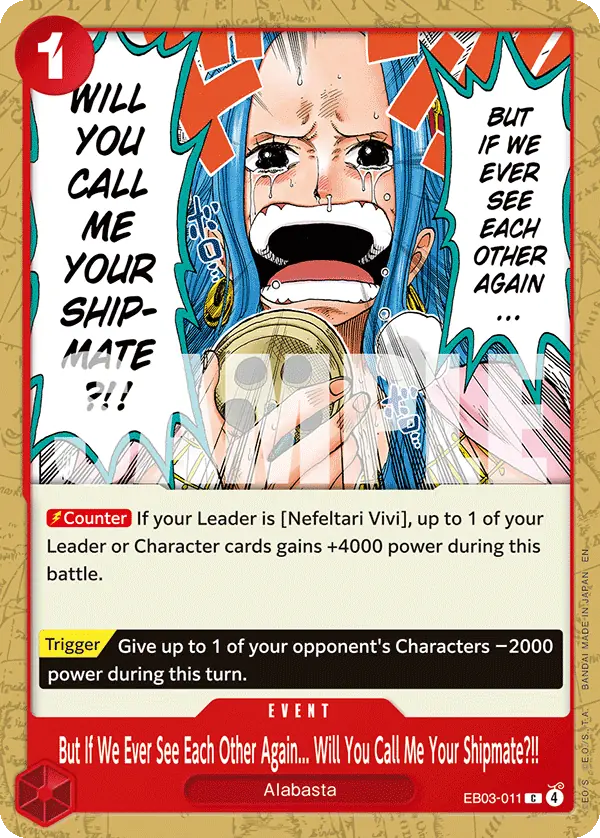 1
WILL
YOU
CALL
ME
YOUR
SHIP-
MATE
?!!
BUT
IF WE
EVER
SEE
EACH
OTHER
AGAIN
...
SAMPLE
Counter If your Leader is [Nefeltari Vivi], up to 1 of your
Leader or Character cards gains +4000 power during this
battle.
Trigger Give up to 1 of your opponent's Characters −2000
power during this turn.
EVENT
But If We Ever See Each Other Again... Will You Call Me Your Shipmate?!!
Alabasta
EB03-011 C 4
©E.O./S. ©E.O./S.,T.A. BANDAI MADE IN JAPAN. EN.